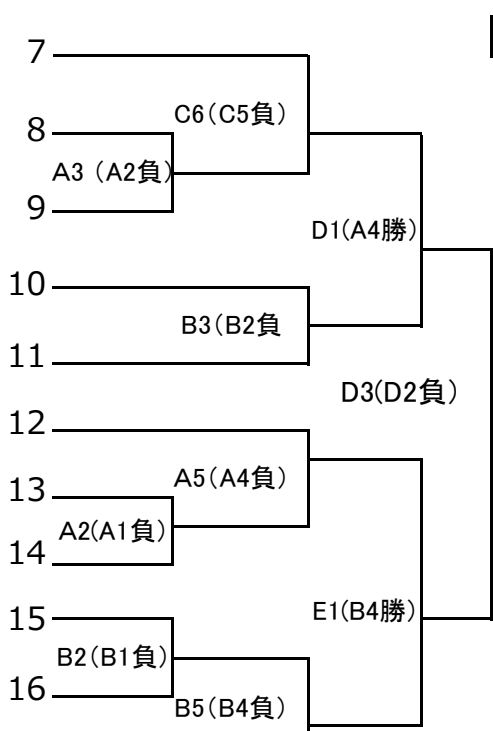 7
C6(C5負)
8
A3 (A2負)
9
D1(A4勝)
10
B3(B2負
11
D3(D2負)
12
A5(A4負)
13
A2(A1負)
14
E1(B4勝)
15
B2(B1負)
16
B5(B4負)